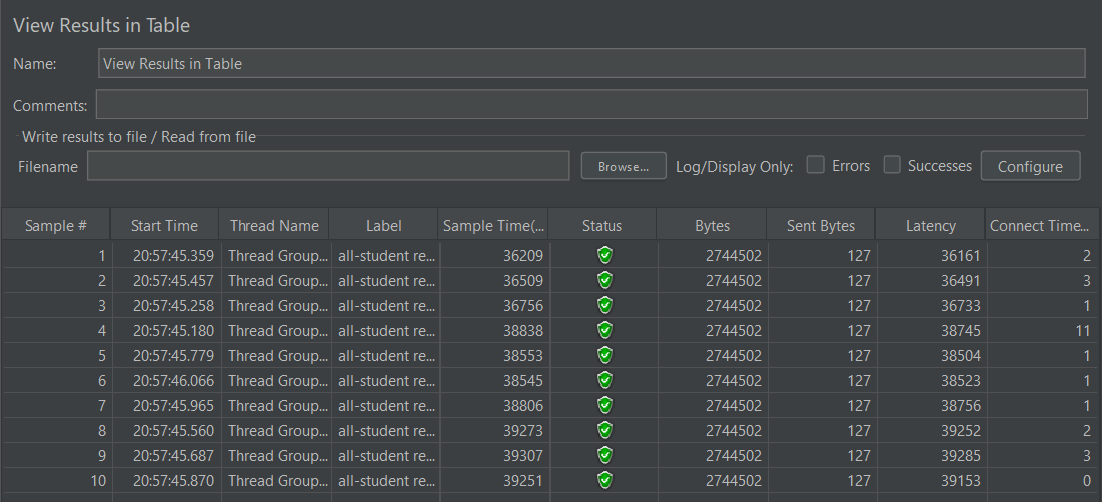 View Results in Table
Name: View Results in Table
Comments:
Write results to file / Read from file
Filename Browse... Log/Display Only: Errors Successes Configure
Sample # Start Time Thread Name Label Sample Time(... Status Bytes Sent Bytes Latency Connect Time...
1 20:57:45.359 Thread Group... all-student re... 36209 2744502 127 36161 2
2 20:57:45.457 Thread Group... all-student re... 36509 2744502 127 36491 3
3 20:57:45.258 Thread Group... all-student re... 36756 2744502 127 36733 1
4 20:57:45.180 Thread Group... all-student re... 38838 2744502 127 38745 11
5 20:57:45.779 Thread Group... all-student re... 38553 2744502 127 38504 1
6 20:57:46.066 Thread Group... all-student re... 38545 2744502 127 38523 1
7 20:57:45.965 Thread Group... all-student re... 38806 2744502 127 38756 1
8 20:57:45.560 Thread Group... all-student re... 39273 2744502 127 39252 2
9 20:57:45.687 Thread Group... all-student re... 39307 2744502 127 39285 3
10 20:57:45.870 Thread Group... all-student re... 39251 2744502 127 39153 0